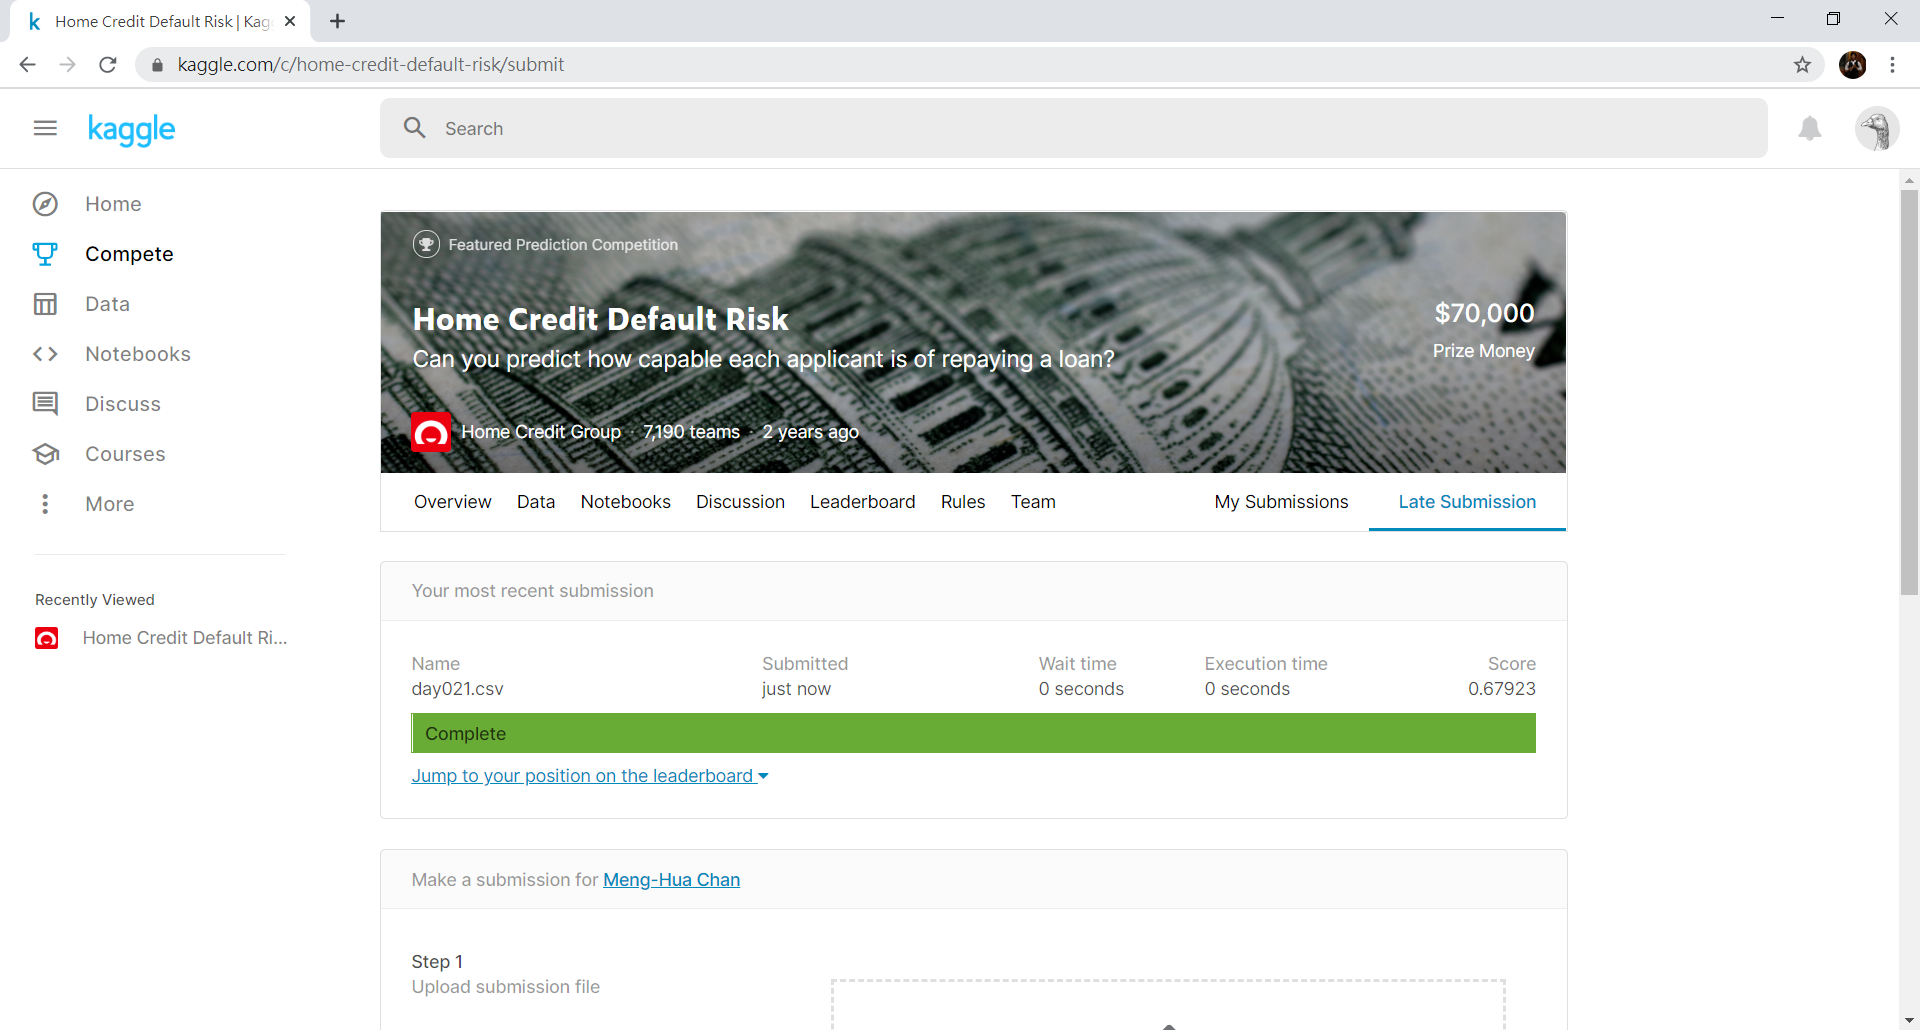 Home Credit Default Risk | Kag
kaggle.com/c/home-credit-default-risk/submit
kaggle
Search
Home
Compete
Data
Notebooks
Discuss
Courses
More
Recently Viewed
Home Credit Default Ri...
Featured Prediction Competition
Home Credit Default Risk
Can you predict how capable each applicant is of repaying a loan?
$70,000
Prize Money
Home Credit Group · 7,190 teams · 2 years ago
Overview Data Notebooks Discussion Leaderboard Rules Team My Submissions Late Submission
Your most recent submission
Name Submitted Wait time Execution time Score
day021.csv just now 0 seconds 0 seconds 0.67923
Complete
Jump to your position on the leaderboard
Make a submission for Meng-Hua Chan
Step 1
Upload submission file